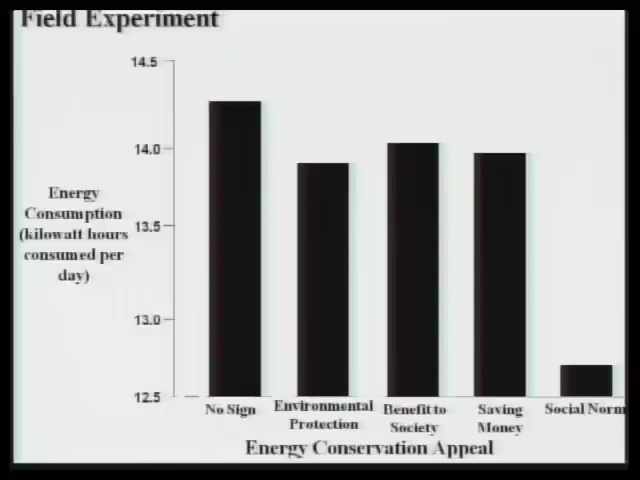 Field Experiment
14.5
14.0
13.5
13.0
12.5
Energy
Consumption
(kilowatt hours
consumed per
day)
No Sign
Environmental
Protection
Benefit to
Society
Saving
Money
Social Norm
Energy Conservation Appeal